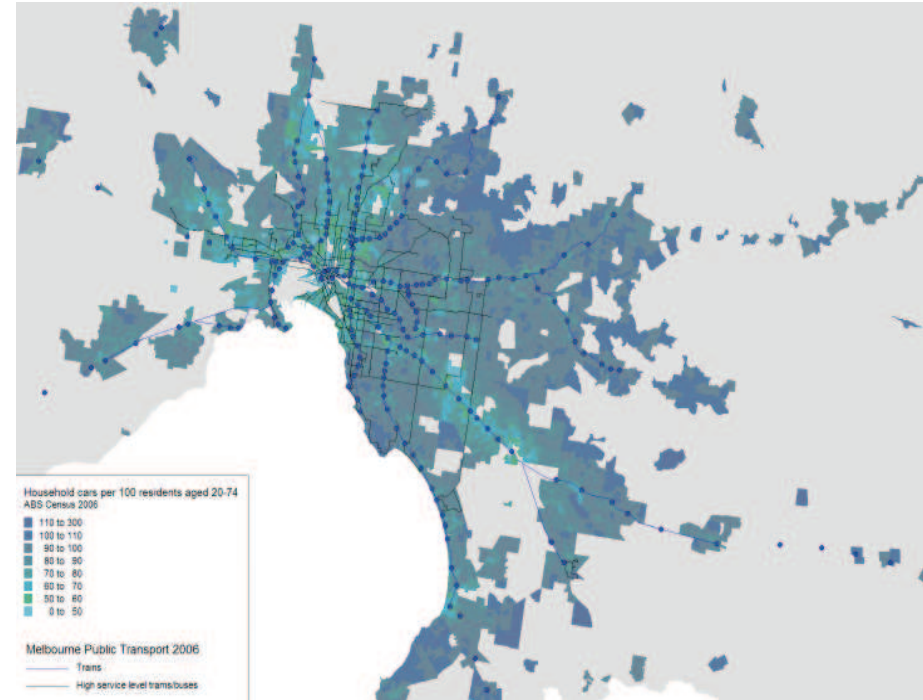 Household cars per 100 residents aged 20-74
ABS Census 2006
110 to 300
100 to 110
90 to 100
80 to 90
70 to 80
60 to 70
50 to 60
0 to 50
Melbourne Public Transport 2006
Trains
High service level trams/buses